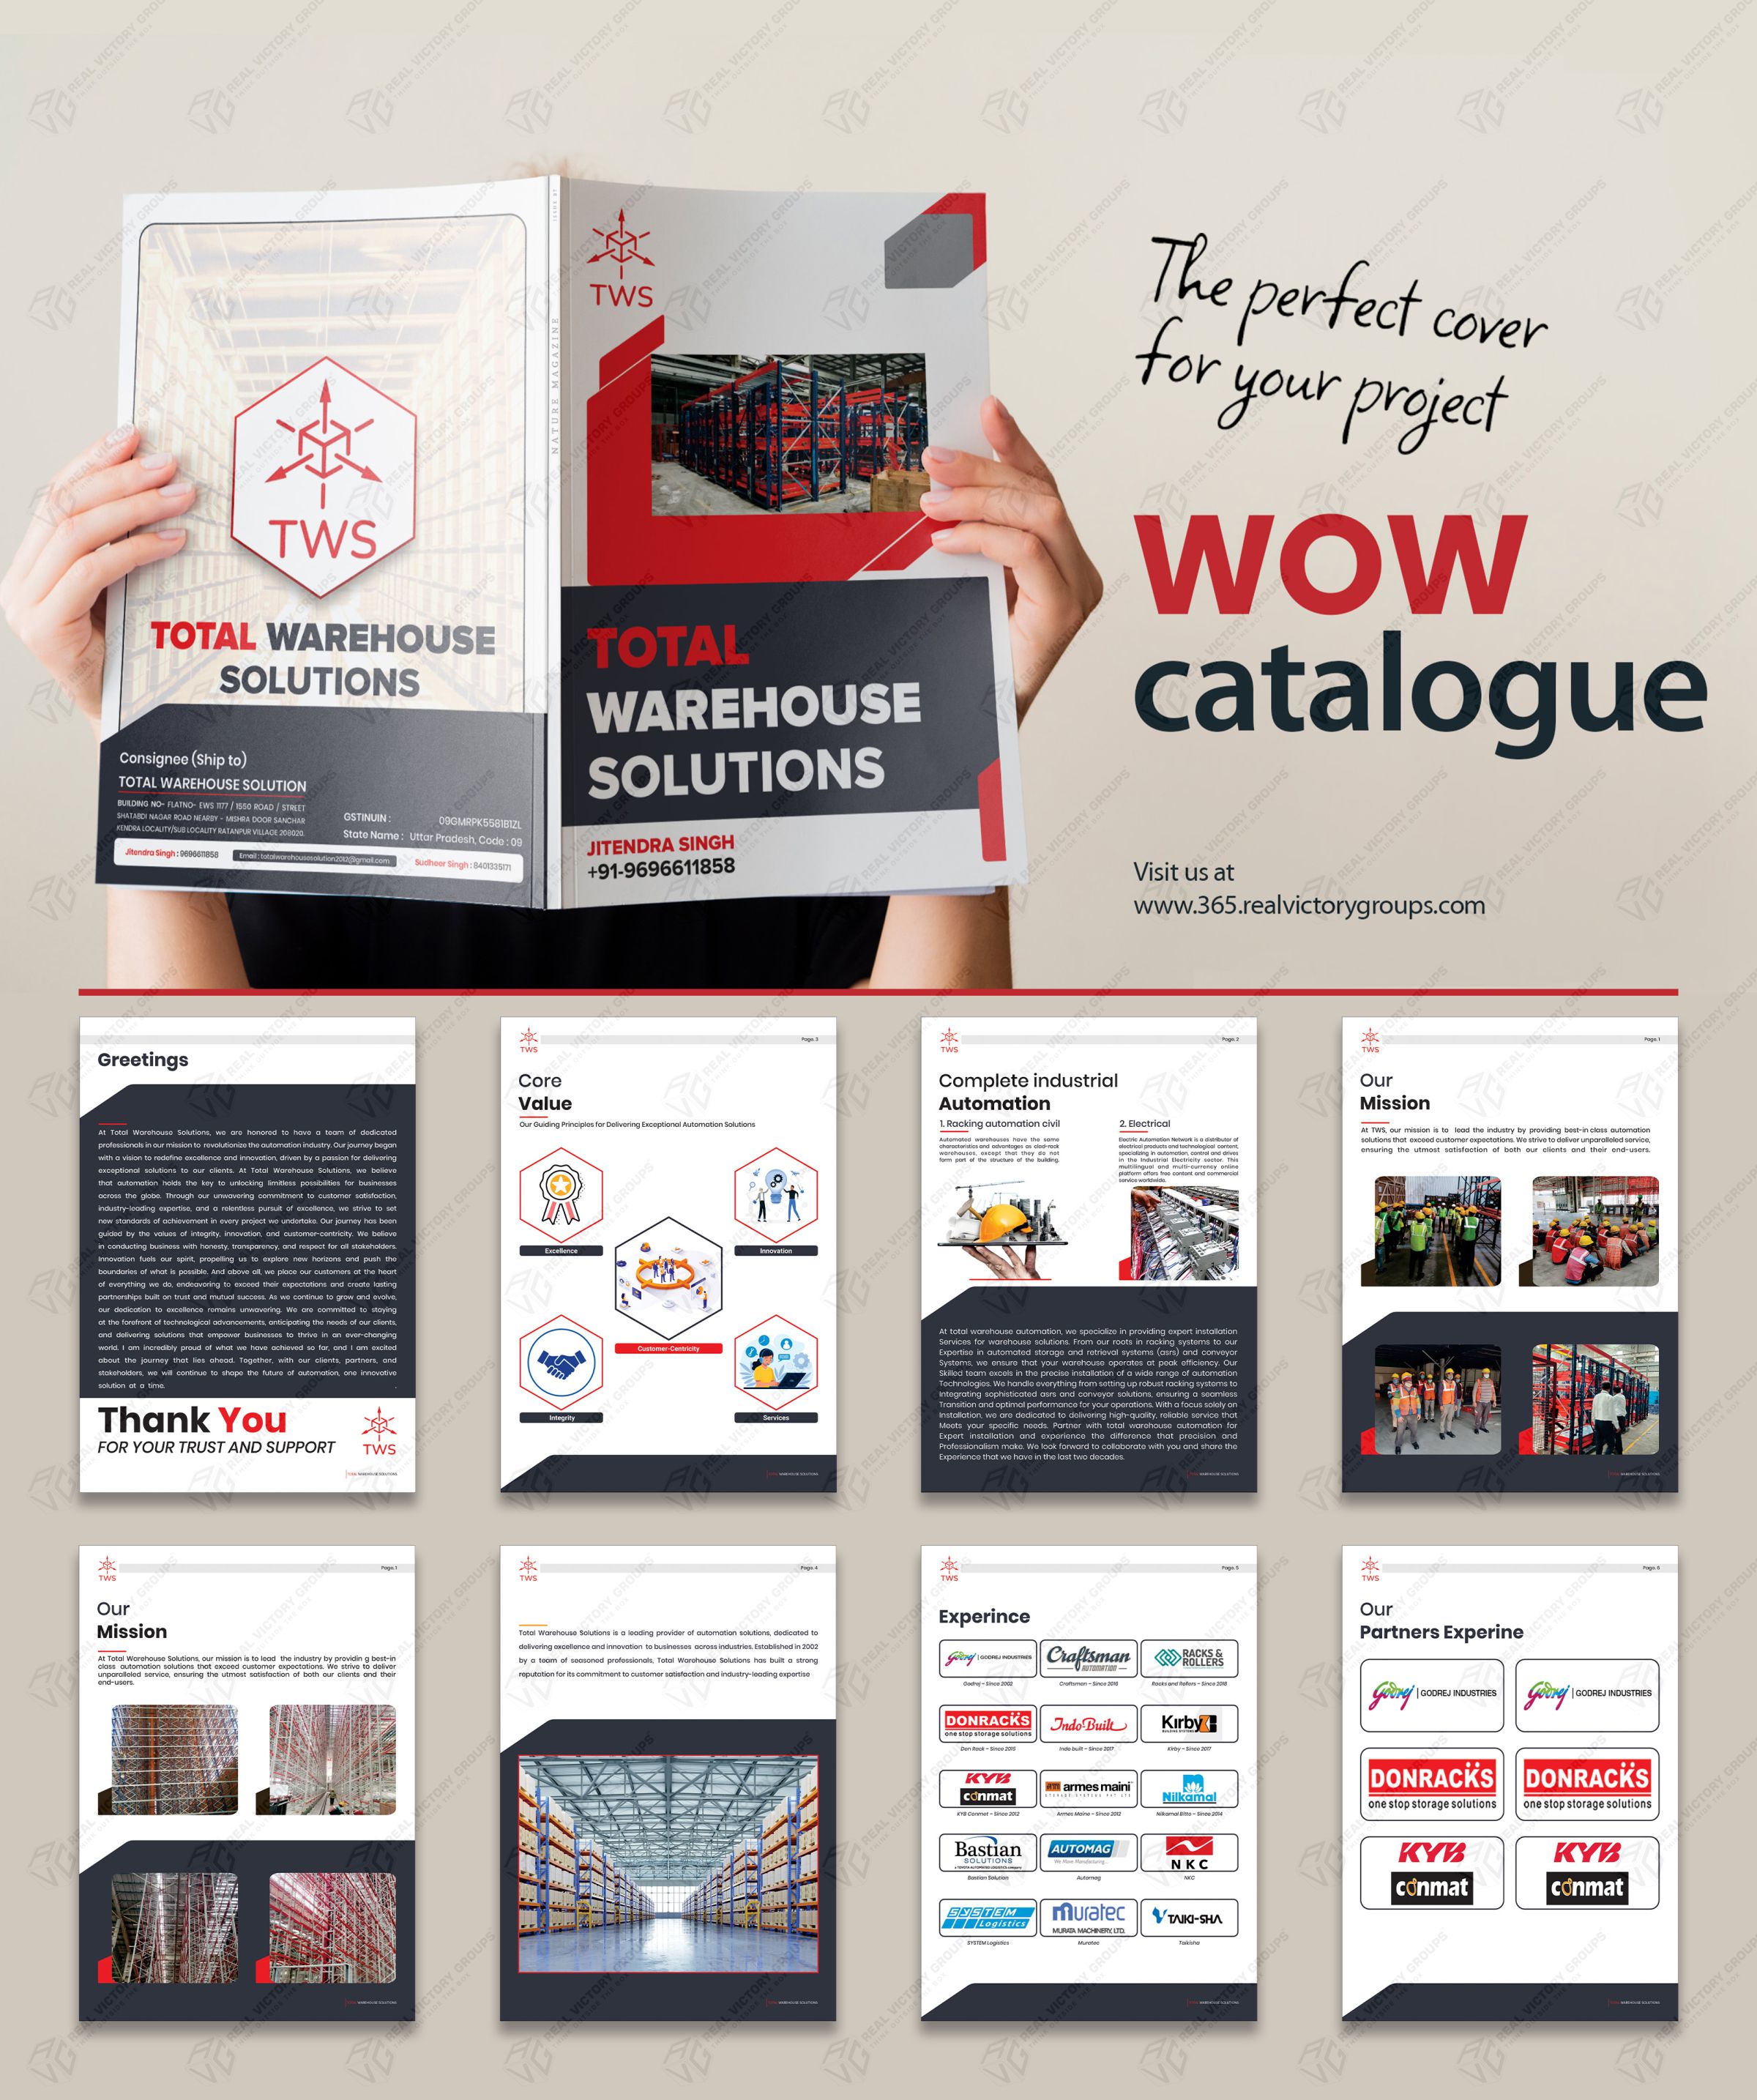 TWS
TOTAL WAREHOUSE
SOLUTIONS
Consignee (Ship to)
TOTAL WAREHOUSE SOLUTION
BUILDING NO- FLATNO- EWS 1177 / 1550 ROAD / STREET
SHATABDI NAGAR ROAD NEARBY - MISHRA DOOR SANCHAR
KENDRA LOCALITY/SUB LOCALITY RATANPUR VILLAGE 208020.
GSTINUIN : 09GMRPK5581B1ZL
State Name : Uttar Pradesh, Code : 09
Jitendra Singh : 9696611858
Email : totalwarehousesolution2012@gmail.com
Sudheer Singh : 8401335171
NATURE MAGAZINE
TWS
TOTAL
WAREHOUSE
SOLUTIONS
JITENDRA SINGH
+91-9696611858
The perfect cover
for your project
WOW
catalogue
Visit us at
www.365.realvictorygroups.com
Greetings
At Total Warehouse Solutions, we are honored to have a team of dedicated
professionals in our mission to revolutionize the automation industry. Our journey began
with a vision to redefine excellence and innovation, driven by a passion for delivering
exceptional solutions to our clients. At Total Warehouse Solutions, we believe
that automation holds the key to unlocking limitless possibilities for businesses
across the globe. Through our unwavering commitment to customer satisfaction,
industry-leading expertise, and a relentless pursuit of excellence, we strive to set
new standards of achievement in every project we undertake. Our journey has been
guided by the values of integrity, innovation, and customer-centricity. We believe
in conducting business with honesty, transparency, and respect for all stakeholders.
Innovation fuels our spirit, propelling us to explore new horizons and push the
boundaries of what is possible. And above all, we place our customers at the heart
of everything we do, endeavoring to exceed their expectations and create lasting
partnerships built on trust and mutual success. As we continue to grow and evolve,
our dedication to excellence remains unwavering. We are committed to staying
at the forefront of technological advancements, anticipating the needs of our clients,
and delivering solutions that empower businesses to thrive in an ever-changing
world. I am incredibly proud of what we have achieved so far, and I am excited
about the journey that lies ahead. Together, with our clients, partners, and
stakeholders, we will continue to shape the future of automation, one innovative
solution at a time.
Thank You
FOR YOUR TRUST AND SUPPORT
TWS
TOTAL WAREHOUSE SOLUTIONS
TWS
Page. 3
Core
Value
Our Guiding Principles for Delivering Exceptional Automation Solutions
Excellence
Innovation
Customer-Centricity
Integrity
Services
TOTAL WAREHOUSE SOLUTIONS
TWS
Page. 2
Complete industrial
Automation
1. Racking automation civil
Automated warehouses have the same
characteristics and advantages as clad-rack
warehouses, except that they do not
form part of the structure of the building.
2. Electrical
Electric Automation Network is a distributor of
electrical products and technological content,
specializing in automation, control and drives
in the Industrial Electricity sector. This
multilingual and multi-currency online
platform offers free content and commercial
service worldwide.
At total warehouse automation, we specialize in providing expert installation
Services for warehouse solutions. From our roots in racking systems to our
Expertise in automated storage and retrieval systems (asrs) and conveyor
Systems, we ensure that your warehouse operates at peak efficiency. Our
Skilled team excels in the precise installation of a wide range of automation
Technologies. We handle everything from setting up robust racking systems to
Integrating sophisticated asrs and conveyor solutions, ensuring a seamless
Transition and optimal performance for your operations. With a focus solely on
Installation, we are dedicated to delivering high-quality, reliable service that
Meets your specific needs. Partner with total warehouse automation for
Expert installation and experience the difference that precision and
Professionalism make. We look forward to collaborate with you and share the
Experience that we have in the last two decades.
TOTAL WAREHOUSE SOLUTIONS
TWS
Page. 1
Our
Mission
At TWS, our mission is to lead the industry by providing best-in class automation
solutions that exceed customer expectations. We strive to deliver unparalleled service,
ensuring the utmost satisfaction of both our clients and their end-users.
TOTAL WAREHOUSE SOLUTIONS
TWS
Page. 1
Our
Mission
At Total Warehouse Solutions, our mission is to lead the industry by providin g best-in
class automation solutions that exceed customer expectations. We strive to deliver
unparalleled service, ensuring the utmost satisfaction of both our clients and their
end-users.
TOTAL WAREHOUSE SOLUTIONS
TWS
Page. 4
Total Warehouse Solutions is a leading provider of automation solutions, dedicated to
delivering excellence and innovation to businesses across industries. Established in 2002
by a team of seasoned professionals, Total Warehouse Solutions has built a strong
reputation for its commitment to customer satisfaction and industry-leading expertise
TWS
Page. 5
Experince
Godrej | GODREJ INDUSTRIES
Craftsman
AUTOMATION
RACKS &
ROLLERS
Godrej - Since 2002
Craftsman - Since 2016
Racks and Rollers - Since 2018
DONRACKS
one stop storage solutions
Indo Built
Kirby
BUILDING SYSTEMS
Don Rack - Since 2015
Indo built - Since 2017
Kirby - Since 2017
KYB
conmat
armes maini
STORAGE SYSTEMS PVT LTD
Nilkamal
KYB Conmat - Since 2012
Armes Maine - Since 2012
Nilkamal Bitto - Since 2014
Bastian
SOLUTIONS
AUTOMAG
We Move Manufacturing...
NKC
Bastian Solution
Automag
NKC
SYSTEM
Logistics
muratec
MURATA MACHINERY, LTD.
TAIKI-SHA
SYSTEM Logistics
Muratec
Taikisha
TOTAL WAREHOUSE SOLUTIONS
TWS
Page. 6
Our
Partners Experine
Godrej | GODREJ INDUSTRIES
Godrej | GODREJ INDUSTRIES
DONRACKS
one stop storage solutions
DONRACKS
one stop storage solutions
KYB
conmat
KYB
conmat
TOTAL WAREHOUSE SOLUTIONS
REAL VICTORY GROUPS
THINK OUTSIDE THE BOX